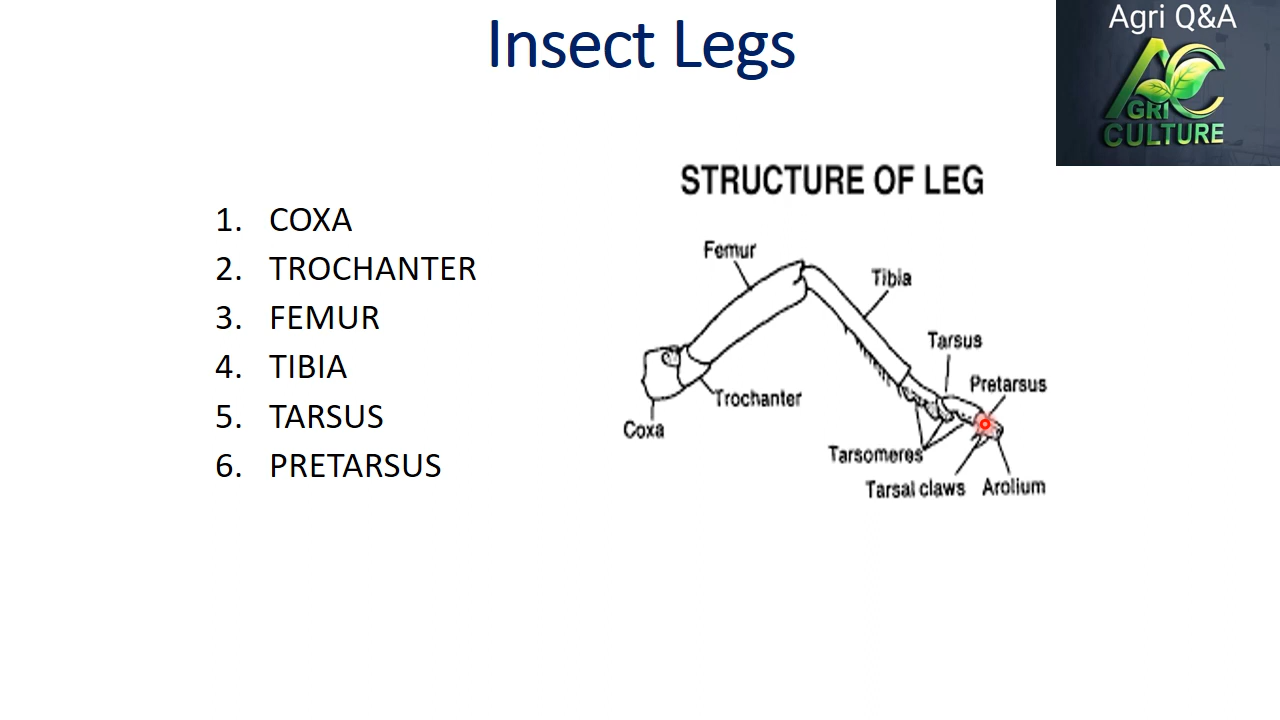 Insect Legs
Agri Q&A
AGRI
CULTURE
1. COXA
2. TROCHANTER
3. FEMUR
4. TIBIA
5. TARSUS
6. PRETARSUS
STRUCTURE OF LEG
Femur
Tibia
Tarsus
Pretarsus
Trochanter
Coxa
Tarsomeres
Tarsal claws
Arolium